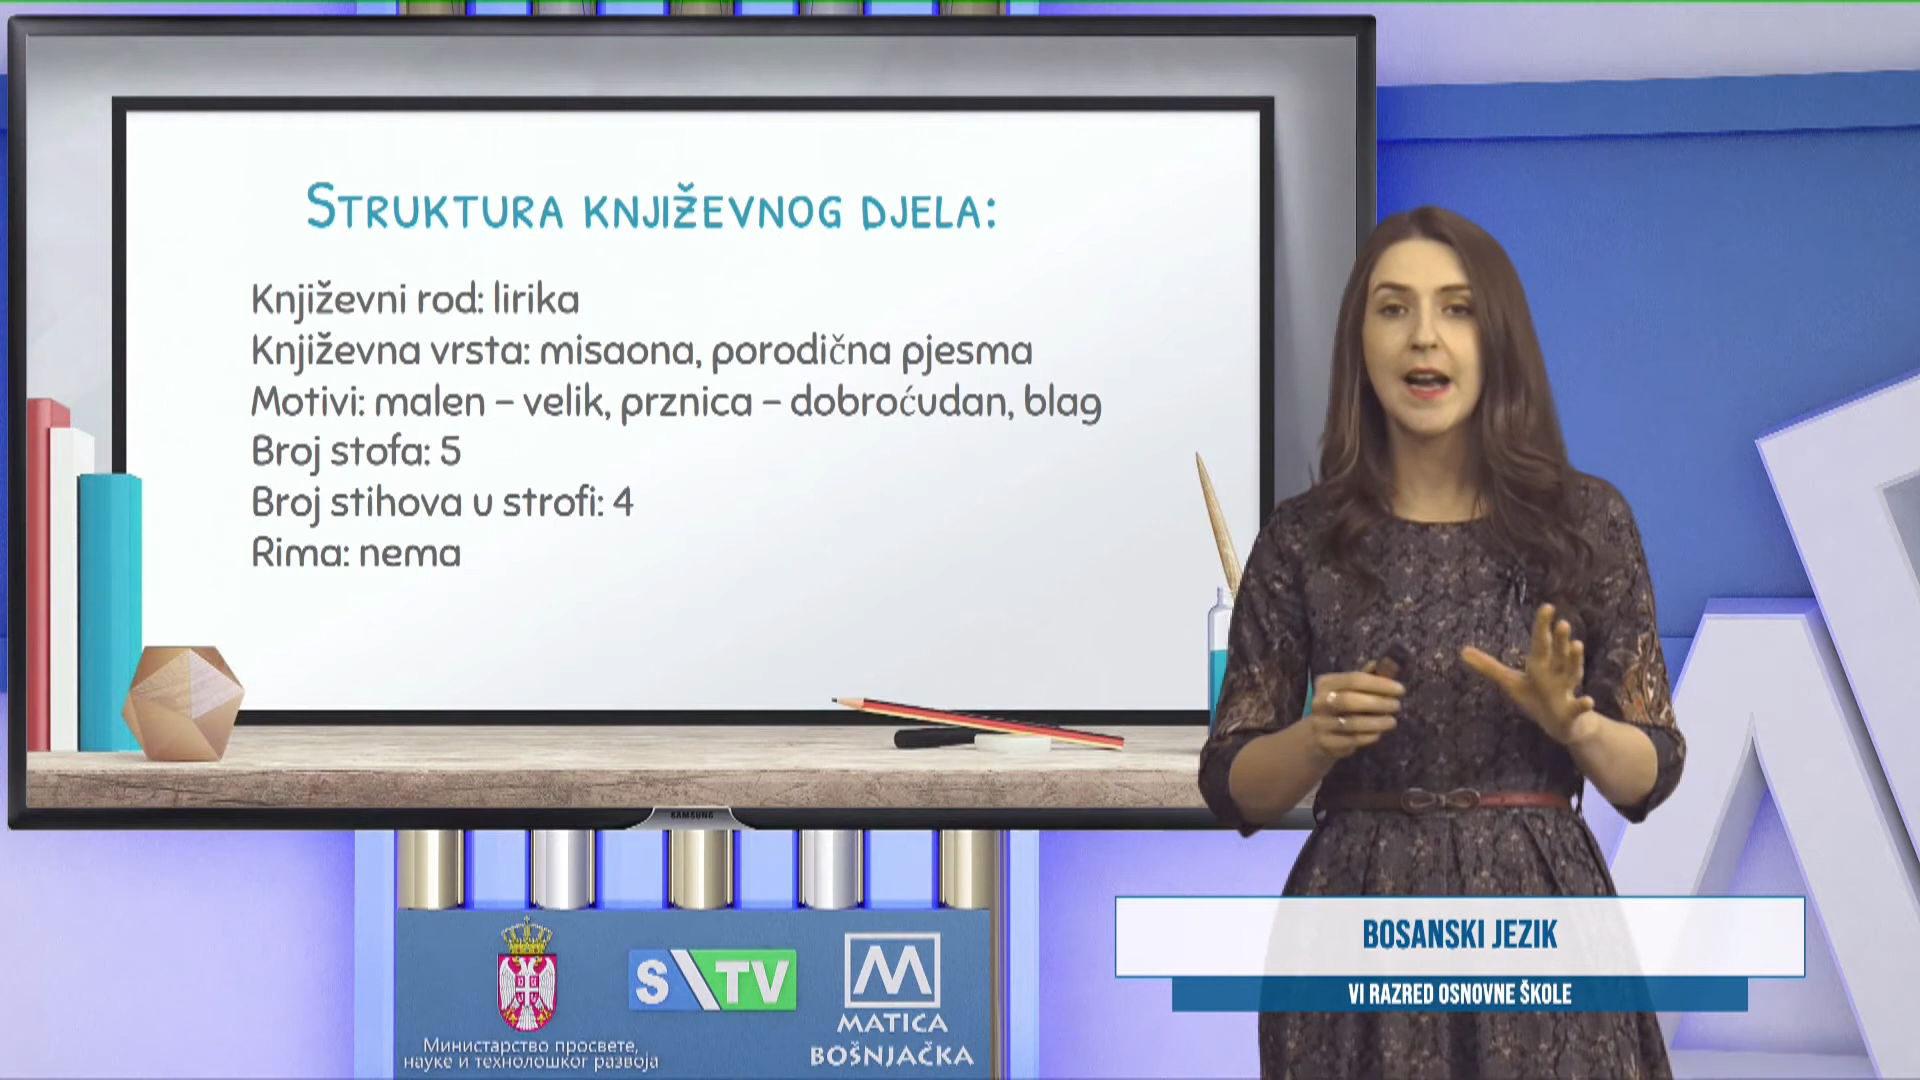 STRUKTURA KNJIŽEVNOG DJELA:
Književni rod: lirika
Književna vrsta: misaona, porodična pjesma
Motivi: malen – velik, prznica – dobroćudan, blag
Broj stofa: 5
Broj stihova u strofi: 4
Rima: nema
SAMSUNG
S TV
MATICA
BOŠNJAČKA
Министарство просвете,
науке и технолошког развоја
BOSANSKI JEZIK
VI RAZRED OSNOVNE ŠKOLE